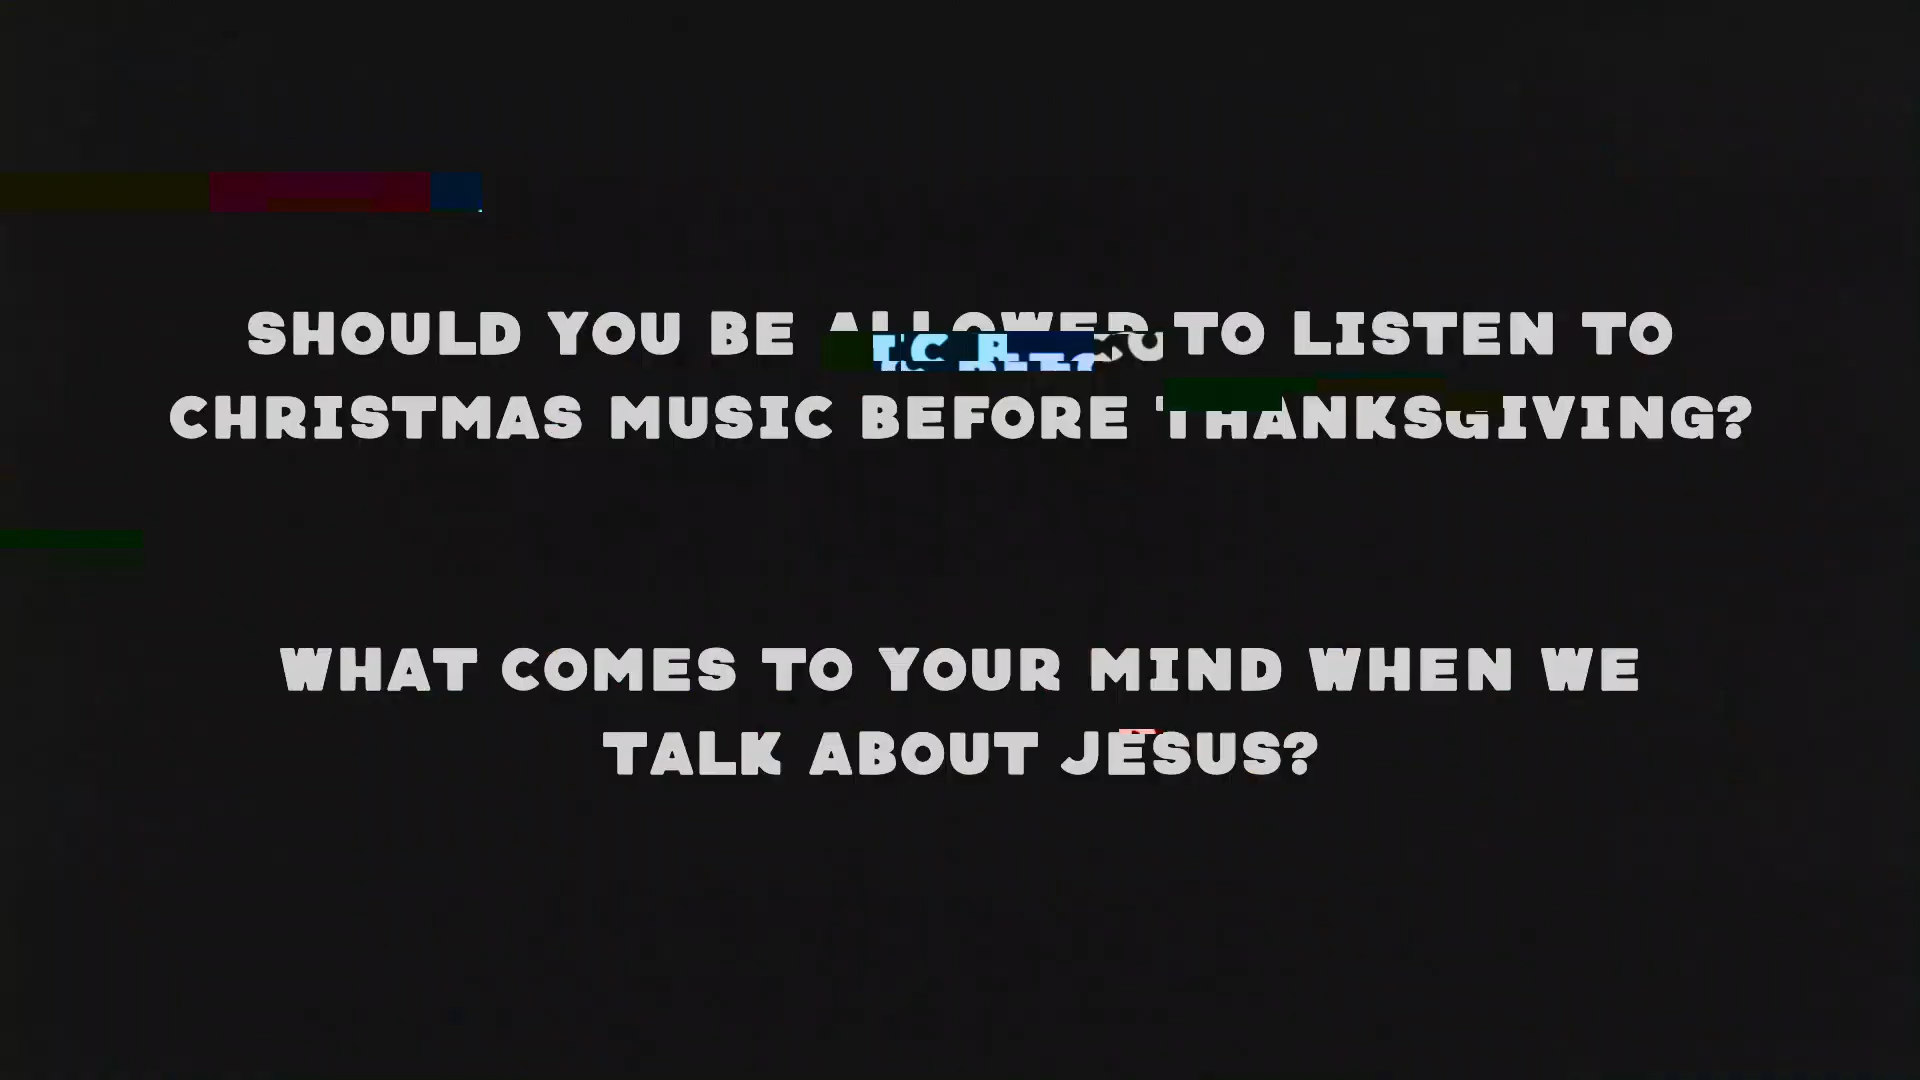 SHOULD YOU BE ALLOWED TO LISTEN TO
CHRISTMAS MUSIC BEFORE THANKSGIVING?
WHAT COMES TO YOUR MIND WHEN WE
TALK ABOUT JESUS?